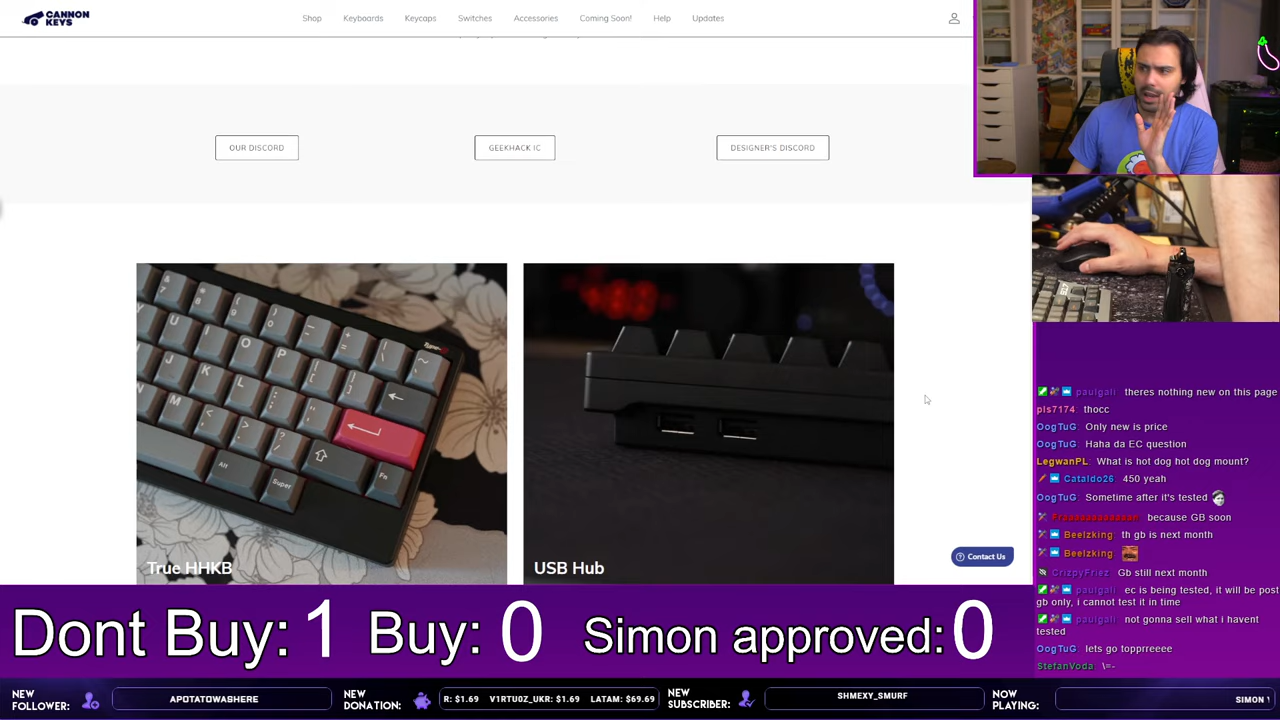 CANNON KEYS
Shop Keyboards Keycaps Switches Accessories Coming Soon! Help Updates
OUR DISCORD GEEKHACK IC DESIGNER'S DISCORD
True HHKB
USB Hub
Contact Us
paulgali: theres nothing new on this page
pls7174: thocc
OogTuG: Only new is price
OogTuG: Haha da EC question
LegwanPL: What is hot dog hot dog mount?
Cataldo26 450 yeah
OogTuG: Sometime after it's tested
because GB soon
Beelzking: th gb is next month
Beelzking:
CrizpyFriez: Gb still next month
paulgali: ec is being tested, it will be post
gb only, i cannot test it in time
paulgali: not gonna sell what i havent
tested
OogTuG: lets go topprreeee
StefanVoda: \=-
Dont Buy: 1 Buy: 0 Simon approved: 0
NEW FOLLOWER: APOTATOWASHERE
NEW DONATION: R: $1.69 V1RTU0Z_UKR: $1.69 LATAM: $69.69
NEW SUBSCRIBER: SHMEXY_SMURF
NOW PLAYING: SIMON